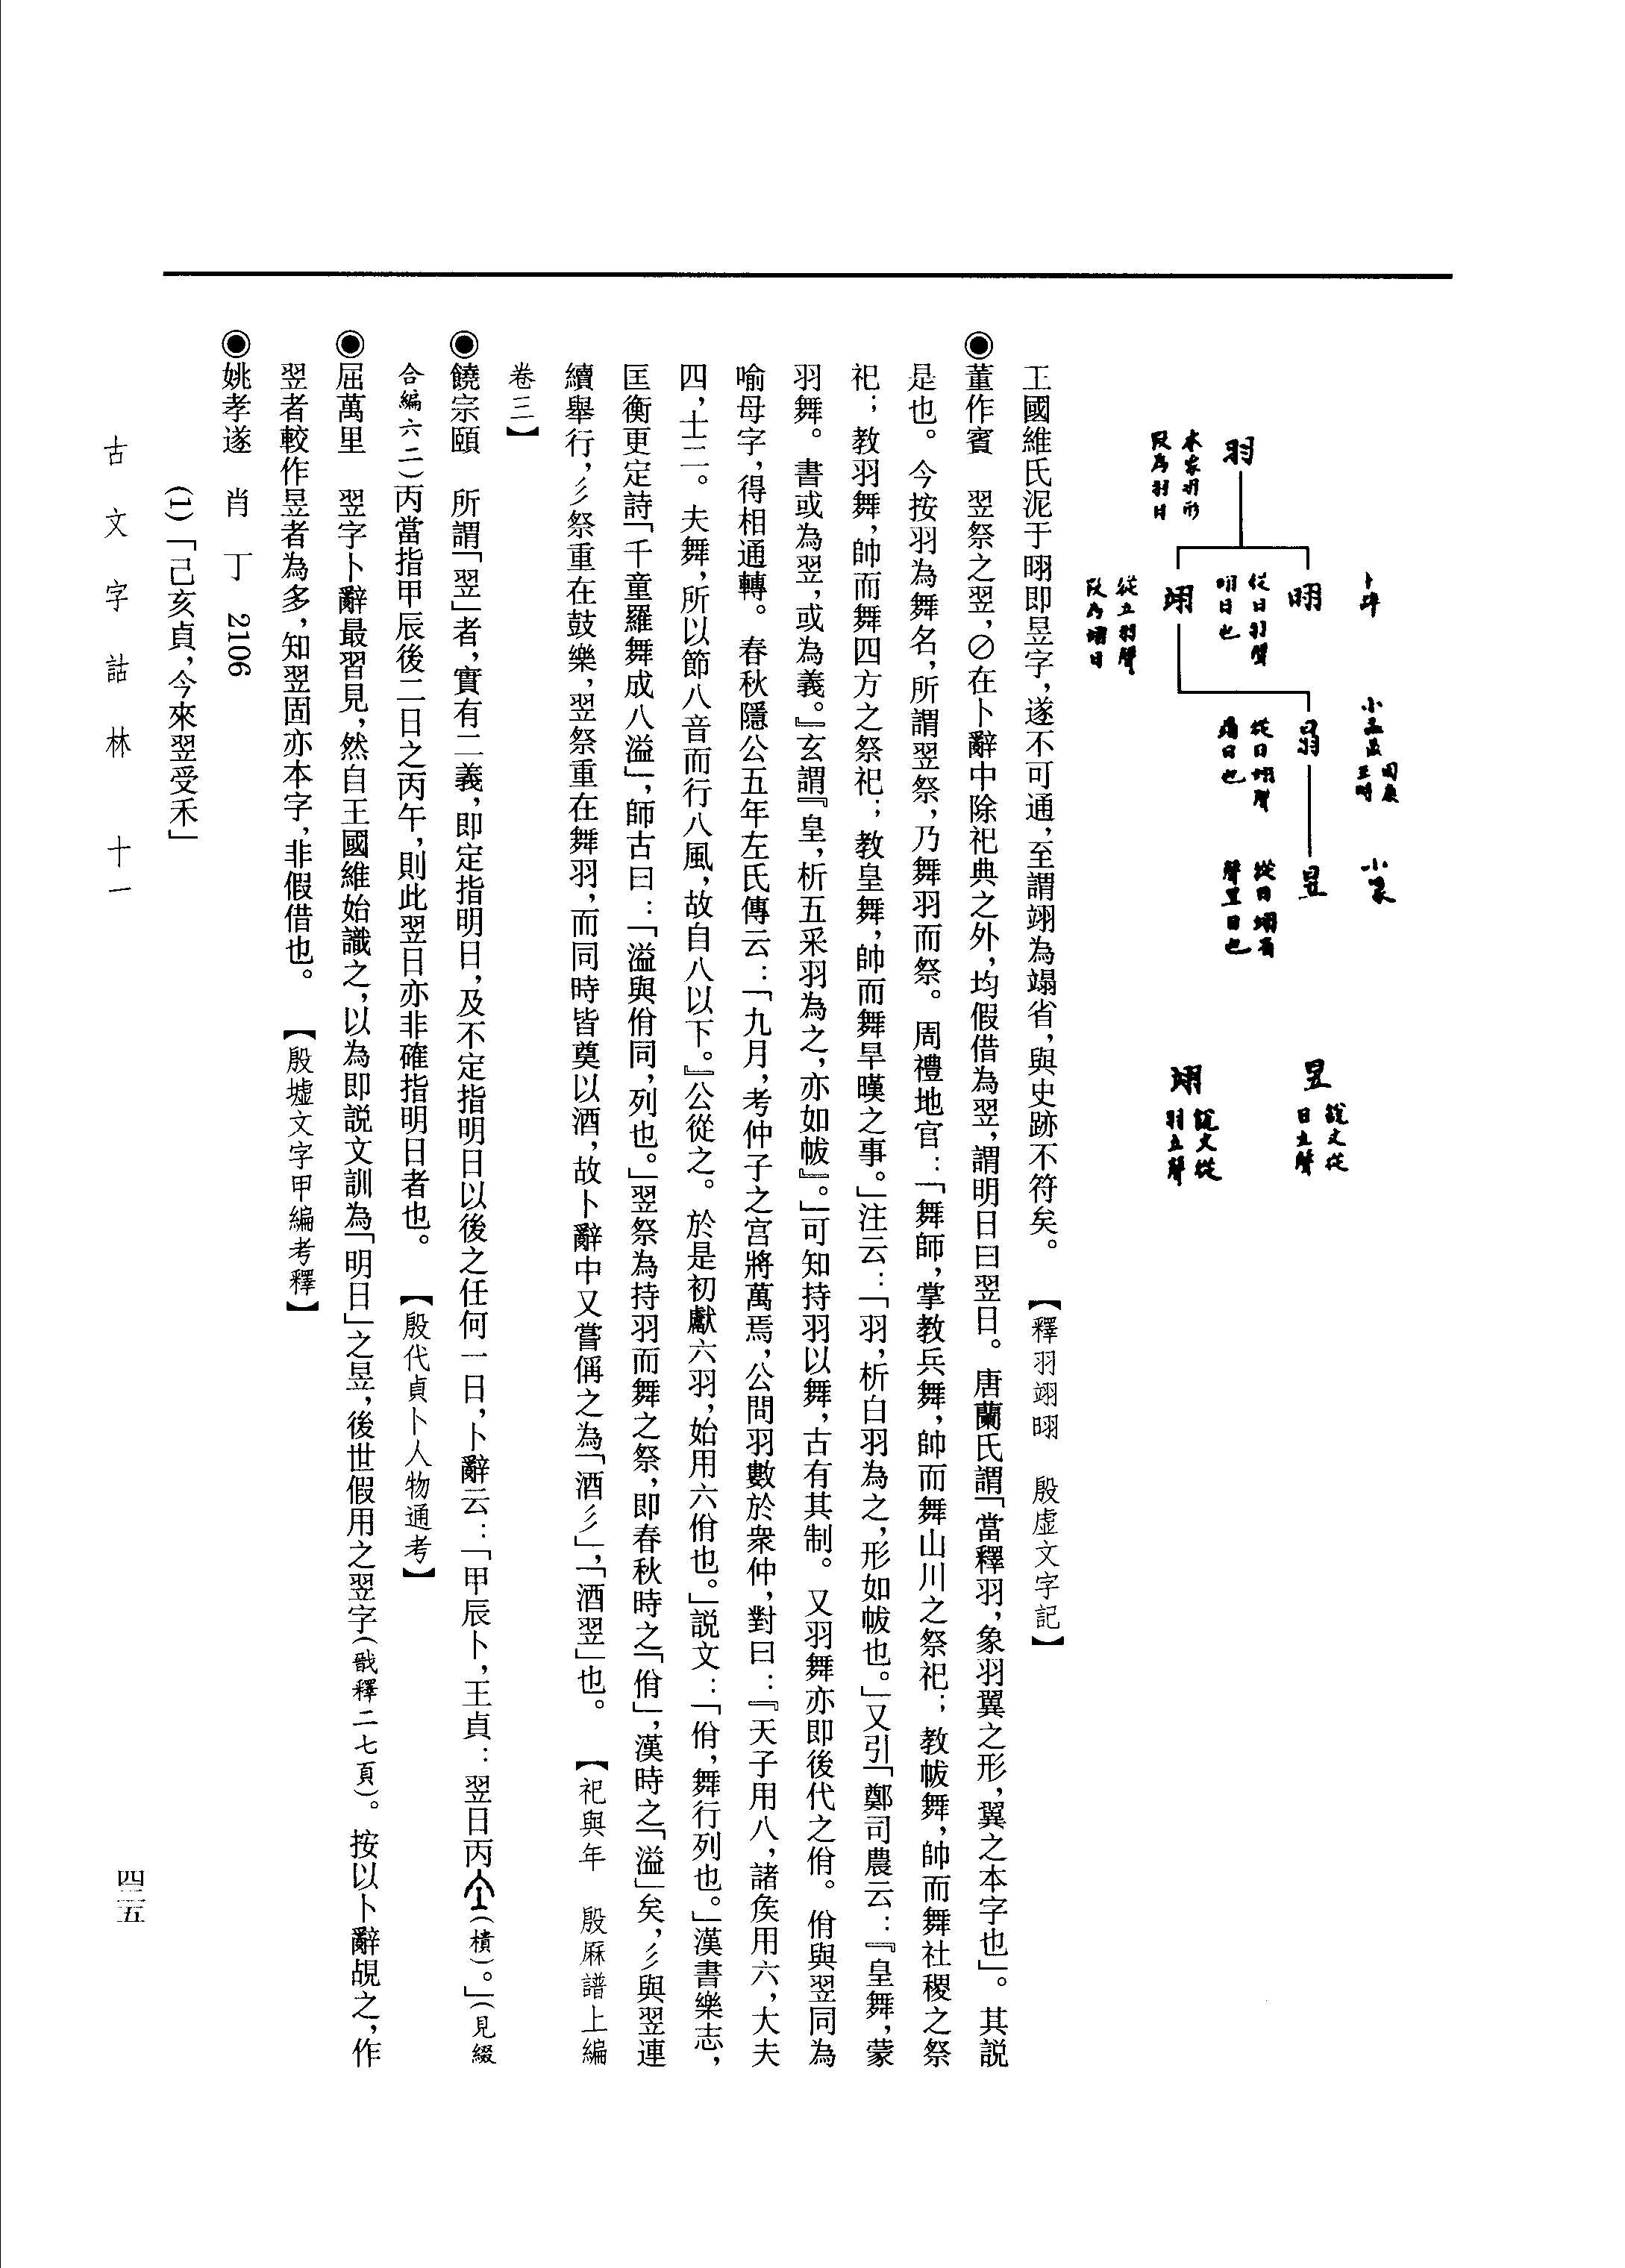 卜辭
小盂鼎 周康王時
小篆
羽
本象羽形
叚爲羽日
昍
從日羽聲
明日也
翊
從立羽聲
叚爲
從日翊聲
日也
昱
從日翊省
聲昱日也
昱
說文從
日立聲
翊
說文從
羽立聲
王國維氏泥于𦐇即昱字，遂不可通，至謂翊為𦑇省，與史跡不符矣。　【釋羽翊𦐇　殷虛文字記】
◉董作賓　翌祭之翌，⊘在卜辭中除祀典之外，均假借為翌，謂明日曰翌日。唐蘭氏謂「當釋羽，象羽翼之形，翼之本字也」。其說
是也。今按羽為舞名，所謂翌祭，乃舞羽而祭。周禮地官：「舞師，掌教兵舞，帥而舞山川之祭祀；教帗舞，帥而舞社稷之祭
祀；教羽舞，帥而舞四方之祭祀；教皇舞，帥而舞旱暵之事。」注云：「羽，析白羽為之，形如帗也。」又引「鄭司農云：『皇舞，蒙
羽舞。書或為翌，或為義。』玄謂『皇，析五采羽為之，亦如帗』。」可知持羽以舞，古有其制。又羽舞亦即後代之佾。佾與翌同為
喻母字，得相通轉。春秋隱公五年左氏傳云：「九月，考仲子之宮將萬焉，公問羽數於衆仲，對曰：『天子用八，諸矦用六，大夫
四，士二。夫舞，所以節八音而行八風，故自八以下。』公從之。於是初獻六羽，始用六佾也。」說文：「佾，舞行列也。」漢書樂志，
匡衡更定詩「千童羅舞成八溢」，師古曰：「溢與佾同，列也。」翌祭為持羽而舞之祭，即春秋時之「佾」，漢時之「溢」矣，彡與翌連
續舉行，彡祭重在鼓樂，翌祭重在舞羽，而同時皆奠以酒，故卜辭中又嘗偁之為「酒彡」，「酒翌」也。　【祀與年　殷厤譜上編
卷三】
◉饒宗頤　所謂「翌」者，實有二義，即定指明日，及不定指明日以後之任何一日，卜辭云：「甲辰卜，王貞：翌日丙（樍）。」（見綴
合編六二）丙當指甲辰後二日之丙午，則此翌日亦非確指明日者也。　【殷代貞卜人物通考】
◉屈萬里　翌字卜辭最習見，然自王國維始識之，以為即說文訓為「明日」之昱，後世假用之翌字（戩釋二七頁）。按以卜辭覘之，作
翌者較作昱者為多，知翌固亦本字，非假借也。　【殷墟文字甲編考釋】
◉姚孝遂　肖　丁　2106
（1）「己亥貞，今來翌受禾」
古文字詁林　十一
四二五